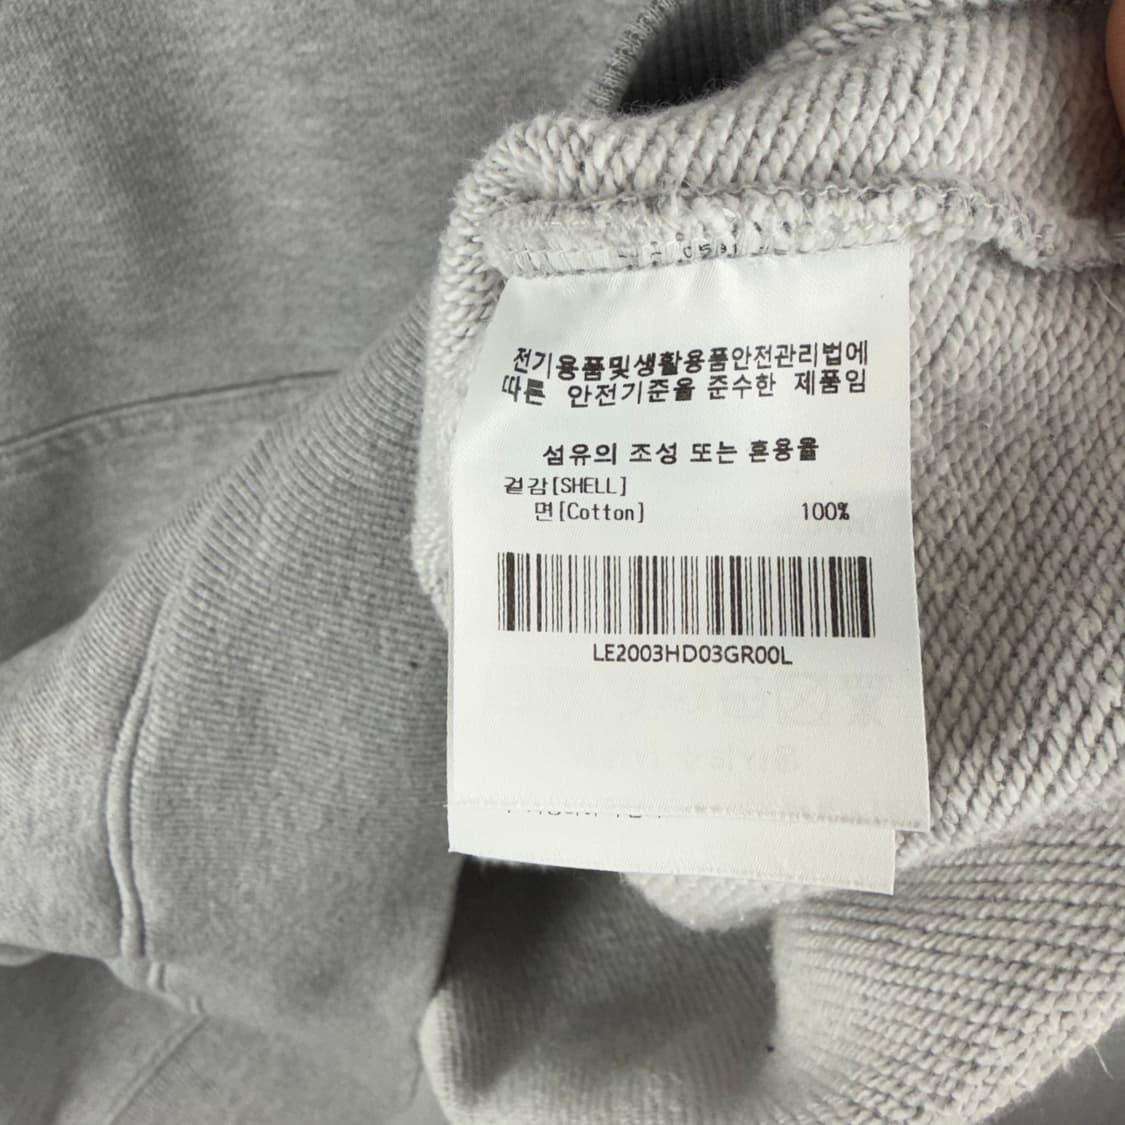 전기용품및생활용품안전관리법에
따른 안전기준을 준수한 제품임
섬유의 조성 또는 혼용율
겉감[SHELL]
면[Cotton] 100%
LE2003HD03GR00L